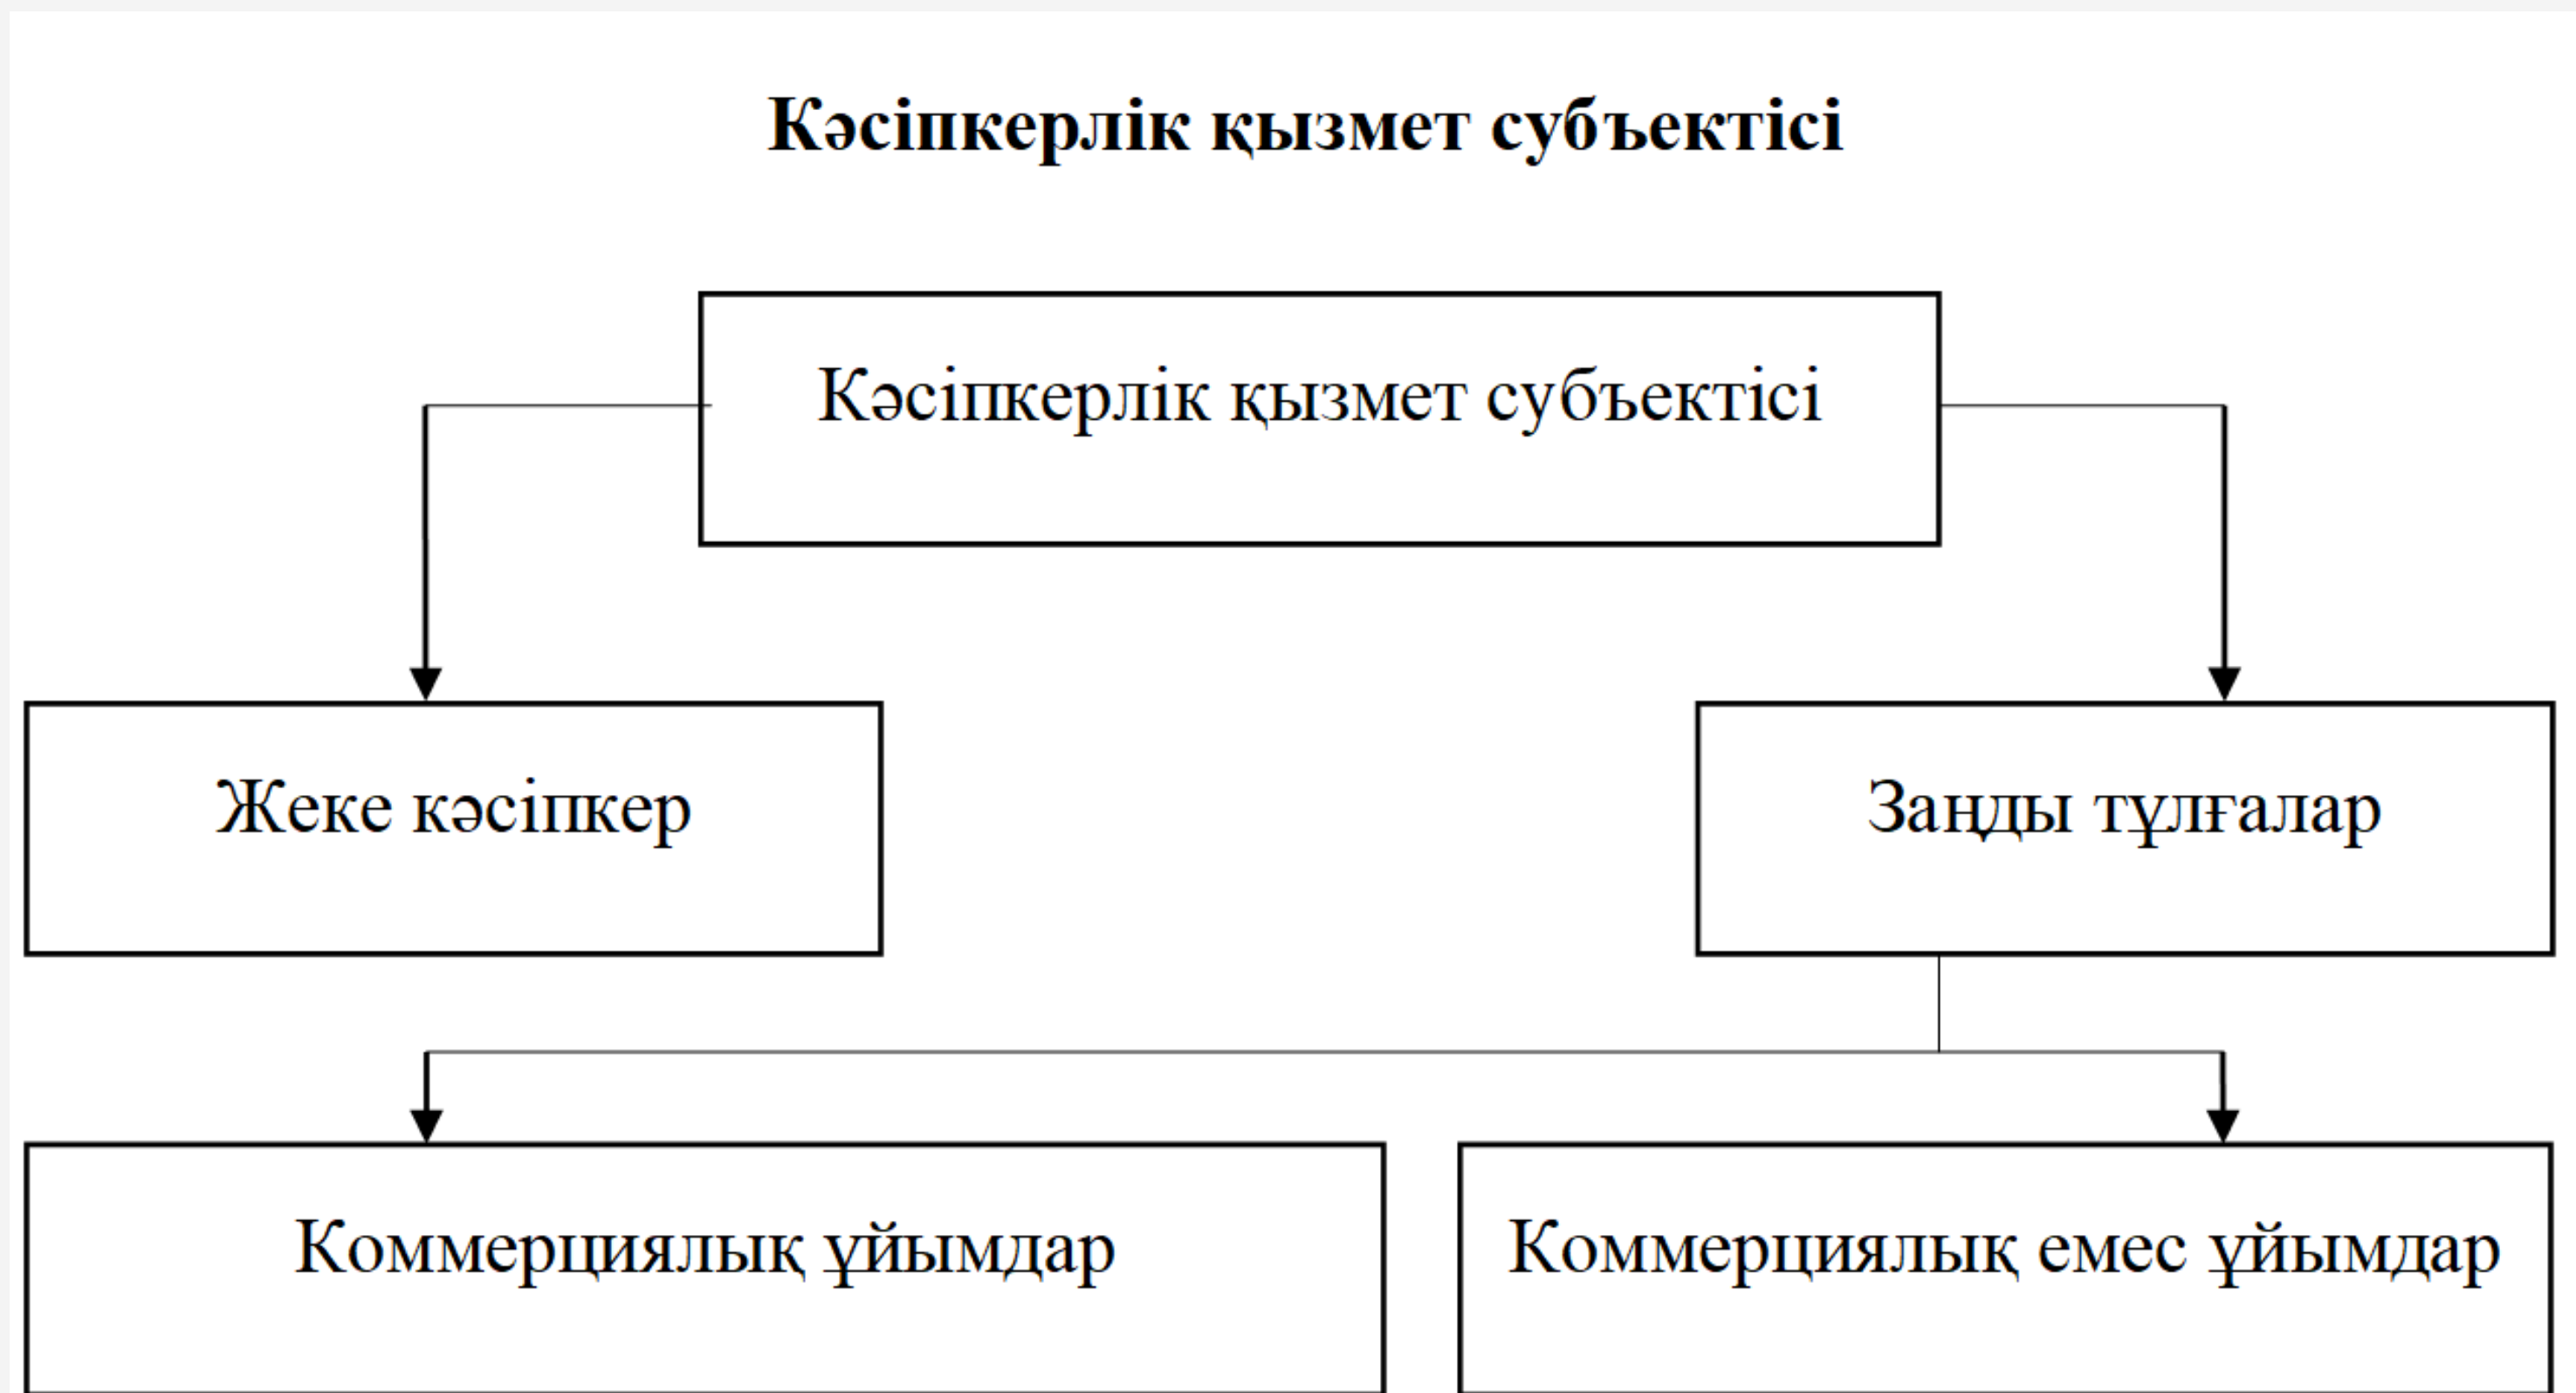 Кәсіпкерлік қызмет субъектісі
Кәсіпкерлік қызмет субъектісі
Жеке кәсіпкер
Заңды тұлғалар
Коммерциялық ұйымдар
Коммерциялық емес ұйымдар